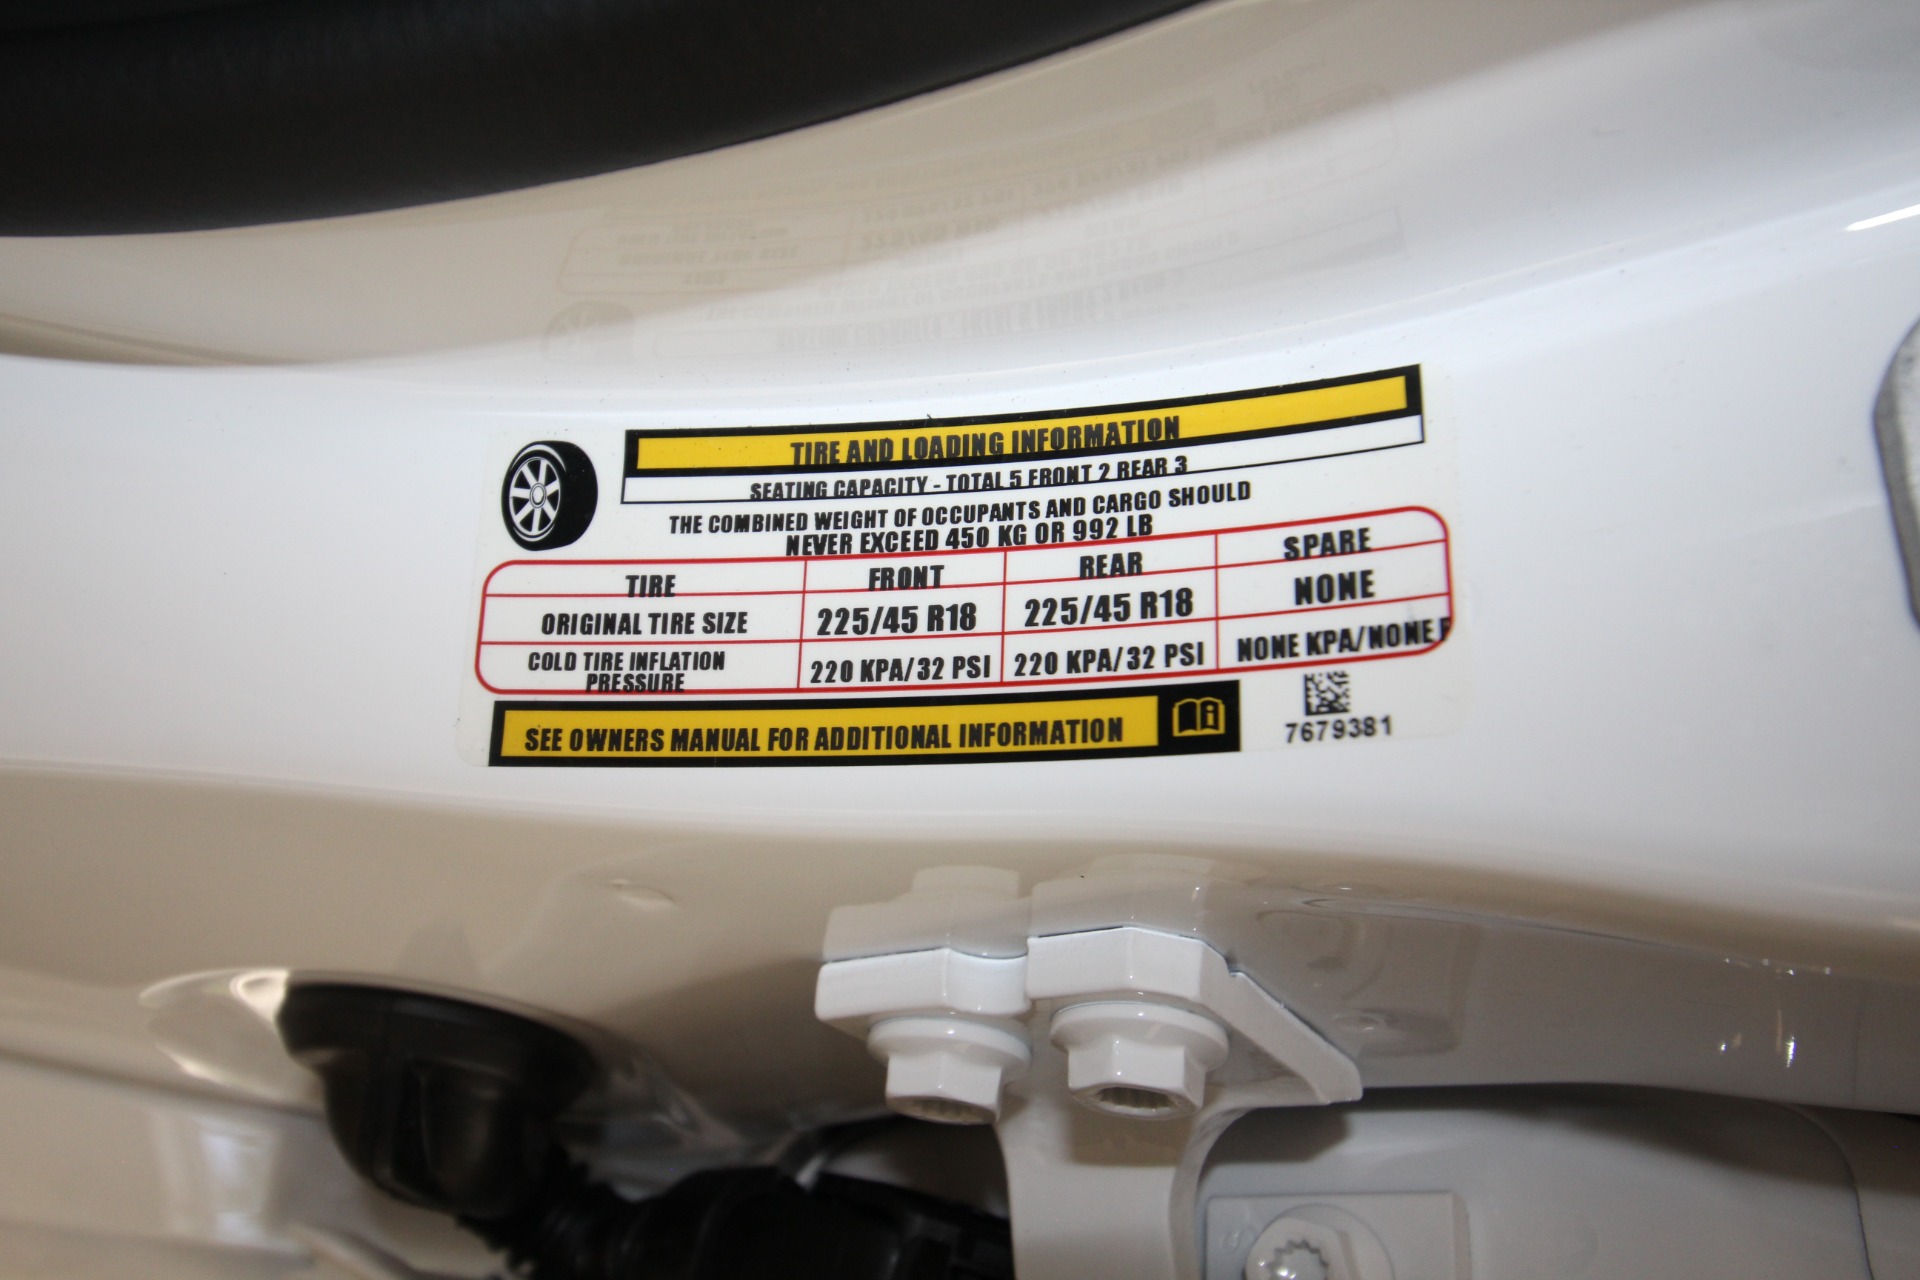 TIRE AND LOADING INFORMATION
SEATING CAPACITY - TOTAL 5 FRONT 2 REAR 3
THE COMBINED WEIGHT OF OCCUPANTS AND CARGO SHOULD
NEVER EXCEED 450 KG OR 992 LB
TIRE FRONT REAR SPARE
ORIGINAL TIRE SIZE 225/45 R18 225/45 R18 NONE
COLD TIRE INFLATION
PRESSURE 220 KPA/32 PSI 220 KPA/32 PSI NONE KPA/NONE
SEE OWNERS MANUAL FOR ADDITIONAL INFORMATION
7679381